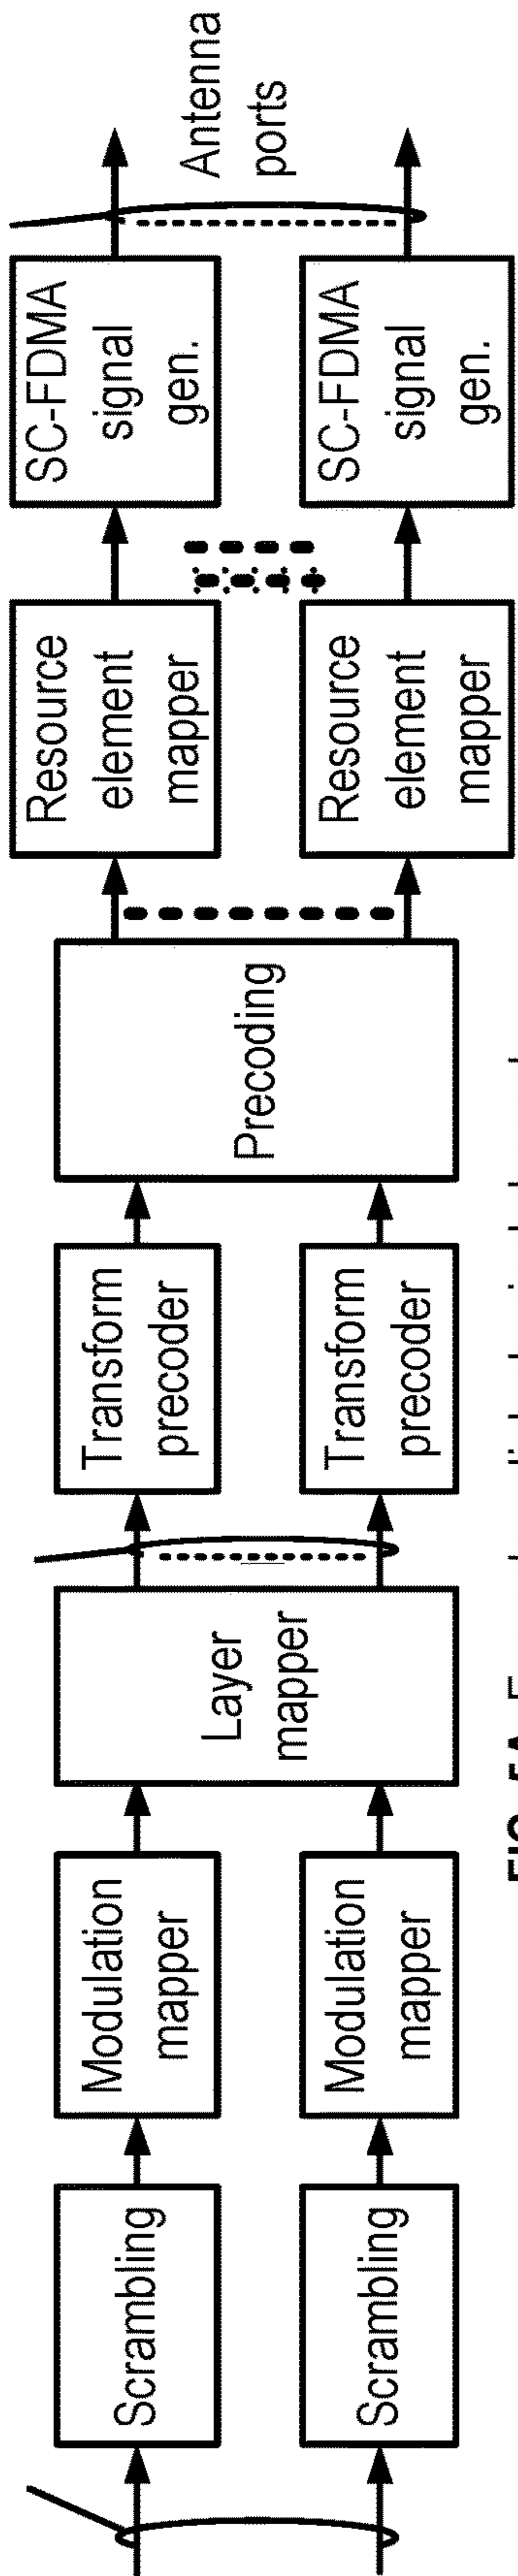 Scrambling
Modulation
mapper
Layer
mapper
Transform
precoder
Precoding
Resource
element
mapper
SC-FDMA
signal
gen.
Antenna
ports
Scrambling
Modulation
mapper
Transform
precoder
Resource
element
mapper
SC-FDMA
signal
gen.
FIG. 5A